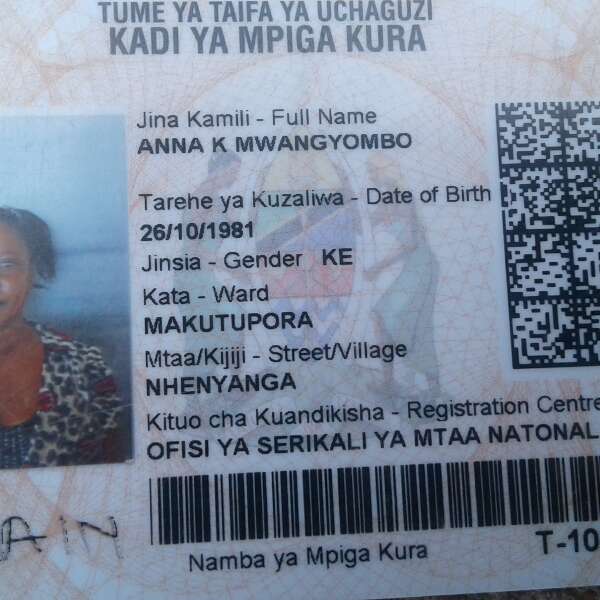 TUME YA TAIFA YA UCHAGUZI
KADI YA MPIGA KURA
Jina Kamili - Full Name
ANNA K MWANGYOMBO
Tarehe ya Kuzaliwa - Date of Birth
26/10/1981
Jinsia - Gender KE
Kata - Ward
MAKUTUPORA
Mtaa/Kijiji - Street/Village
NHENYANGA
Kituo cha Kuandikisha - Registration Centre
OFISI YA SERIKALI YA MTAA NATONAL
AIN
Namba ya Mpiga Kura
T-10